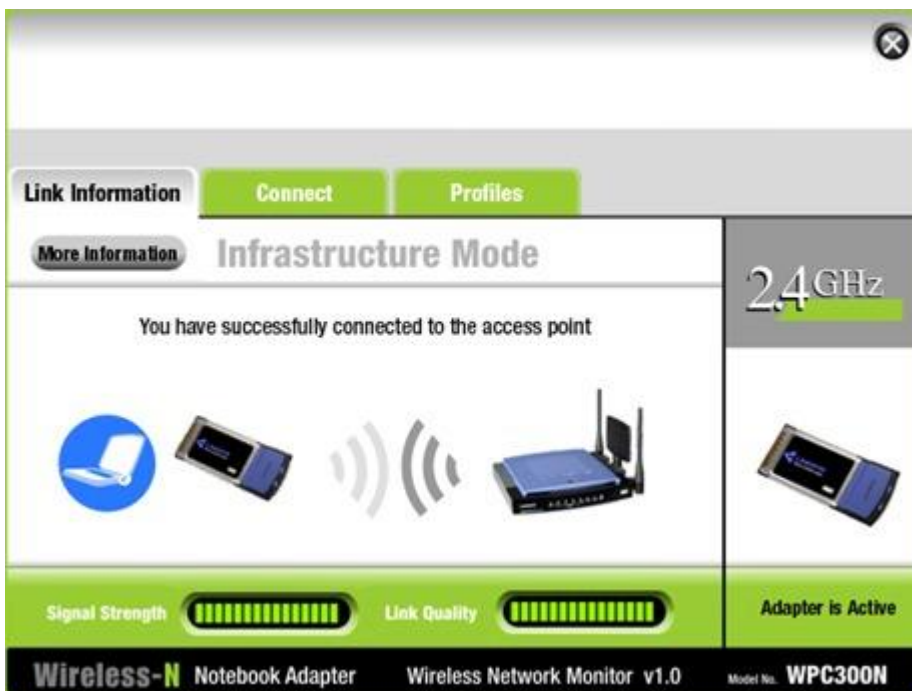 Link Information Connect Profiles
More Information Infrastructure Mode
2.4GHz
You have successfully connected to the access point
Signal Strength Link Quality Adapter is Active
Wireless-N Notebook Adapter Wireless Network Monitor v1.0 Model No. WPC300N